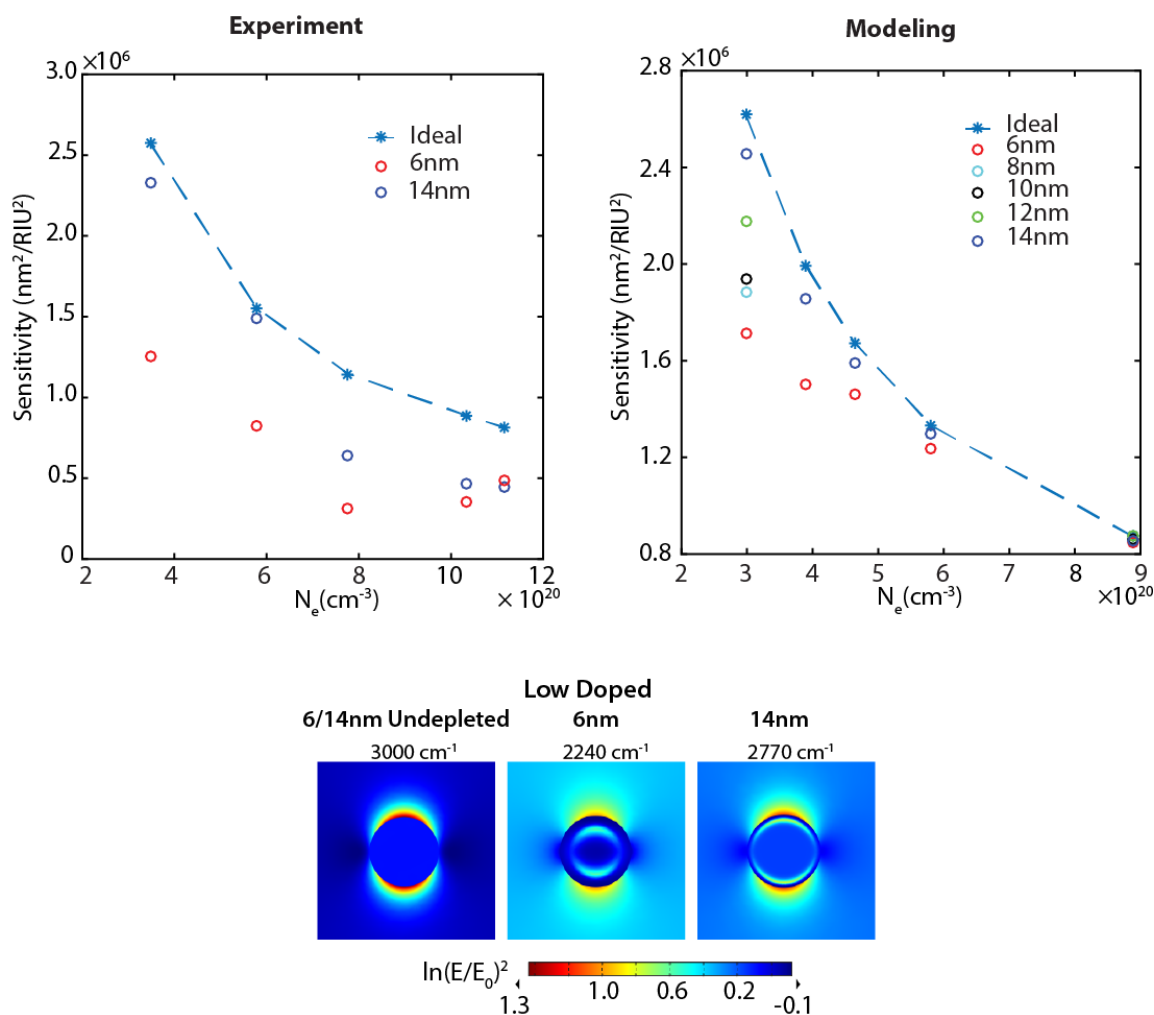 Experiment
×10⁶
3.0
2.5
2.0
1.5
1.0
0.5
0
Sensitivity (nm²/RIU²)
Ideal
6nm
14nm
2 4 6 8 10 12
Nₑ(cm⁻³) × 10²⁰
Modeling
×10⁶
2.8
2.4
2.0
1.6
1.2
0.8
Sensitivity (nm²/RIU²)
Ideal
6nm
8nm
10nm
12nm
14nm
2 3 4 5 6 7 8 9
Nₑ(cm⁻³) ×10²⁰
Low Doped
6/14nm Undepleted 6nm 14nm
3000 cm⁻¹ 2240 cm⁻¹ 2770 cm⁻¹
ln(E/E₀)²
1.3 1.0 0.6 0.2 -0.1